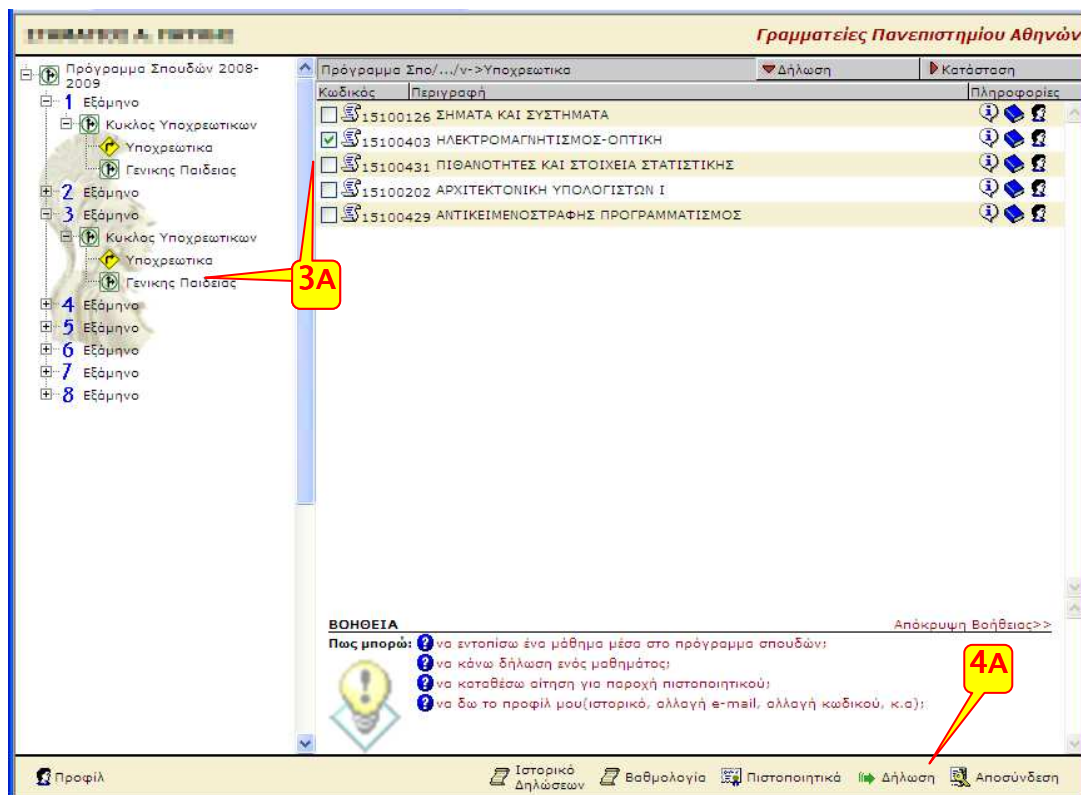 Γραμματείες Πανεπιστημίου Αθηνών
Πρόγραμμα Σπουδών 2008-
2009
1 Εξάμηνο
Κυκλος Υποχρεωτικων
Υποχρεωτικα
Γενικης Παιδειας
2 Εξάμηνο
3 Εξάμηνο
Κυκλος Υποχρεωτικων
Υποχρεωτικα
Γενικης Παιδειας
4 Εξάμηνο
5 Εξάμηνο
6 Εξάμηνο
7 Εξάμηνο
8 Εξάμηνο
3A
Πρόγραμμα Σπο/.../ν->Υποχρεωτικα Δήλωση Κατάσταση
Κωδικός Περιγραφή Πληροφορίες
15100126 ΣΗΜΑΤΑ ΚΑΙ ΣΥΣΤΗΜΑΤΑ
15100403 ΗΛΕΚΤΡΟΜΑΓΝΗΤΙΣΜΟΣ-ΟΠΤΙΚΗ
15100431 ΠΙΘΑΝΟΤΗΤΕΣ ΚΑΙ ΣΤΟΙΧΕΙΑ ΣΤΑΤΙΣΤΙΚΗΣ
15100202 ΑΡΧΙΤΕΚΤΟΝΙΚΗ ΥΠΟΛΟΓΙΣΤΩΝ Ι
15100429 ΑΝΤΙΚΕΙΜΕΝΟΣΤΡΑΦΗΣ ΠΡΟΓΡΑΜΜΑΤΙΣΜΟΣ
ΒΟΗΘΕΙΑ Απόκρυψη Βοήθειας>>
Πως μπορώ: να εντοπίσω ένα μάθημα μέσα στο πρόγραμμα σπουδών;
να κάνω δήλωση ενός μαθημάτος;
να καταθέσω αίτηση για παροχή πιστοποιητικού;
να δω το προφίλ μου(ιστορικό, αλλαγή e-mail, αλλαγή κωδικού, κ.α);
4A
Προφίλ Ιστορικό Δηλώσεων Βαθμολογία Πιστοποιητικά Δήλωση Αποσύνδεση